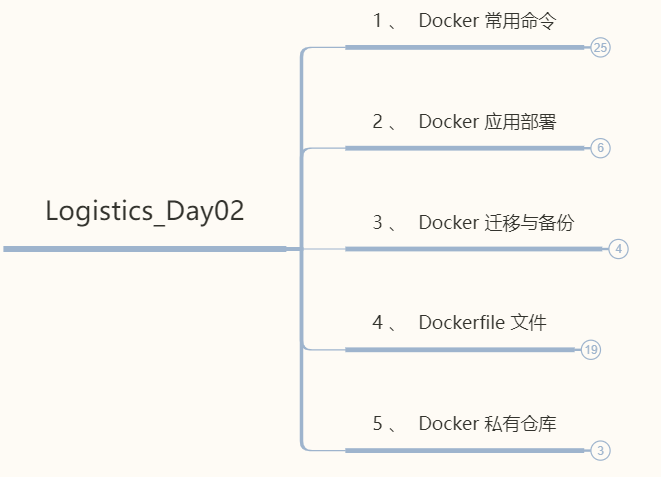 1 、 Docker 常用命令
25
2 、 Docker 应用部署
6
Logistics_Day02
3 、 Docker 迁移与备份
4
4 、 Dockerfile 文件
19
5 、 Docker 私有仓库
3